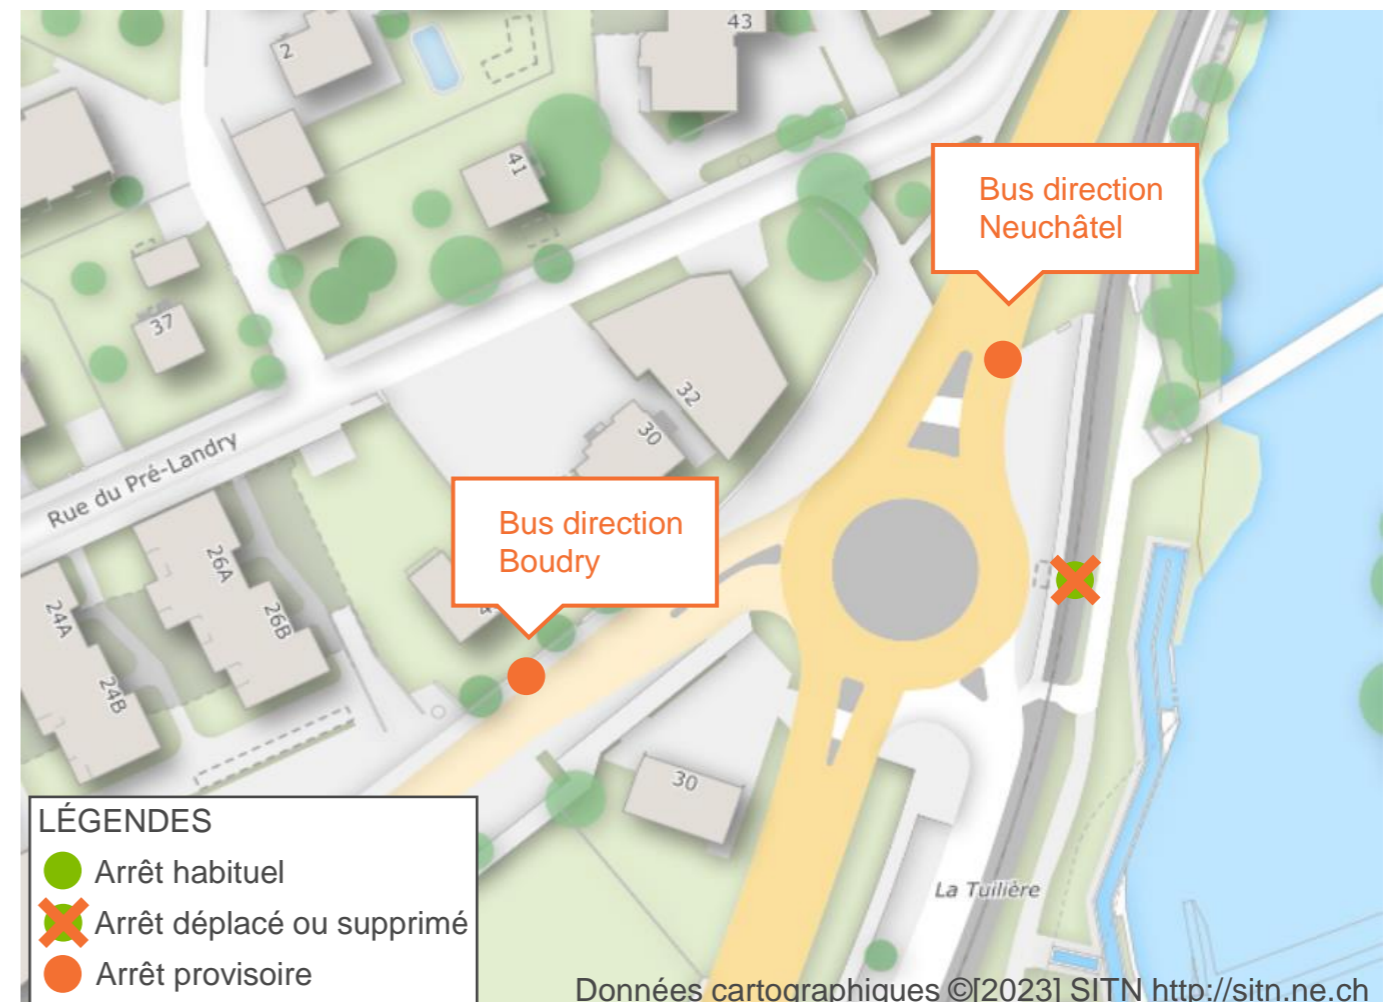 43
2
41
Bus direction
Neuchâtel
37
32
30
Rue du Pré-Landry
Bus direction
Boudry
26A
24A
26B
24B
30
LÉGENDES
Arrêt habituel
La Tuilière
Arrêt déplacé ou supprimé
Arrêt provisoire
Données cartographiques ©[2023] SITN http://sitn.ne.ch